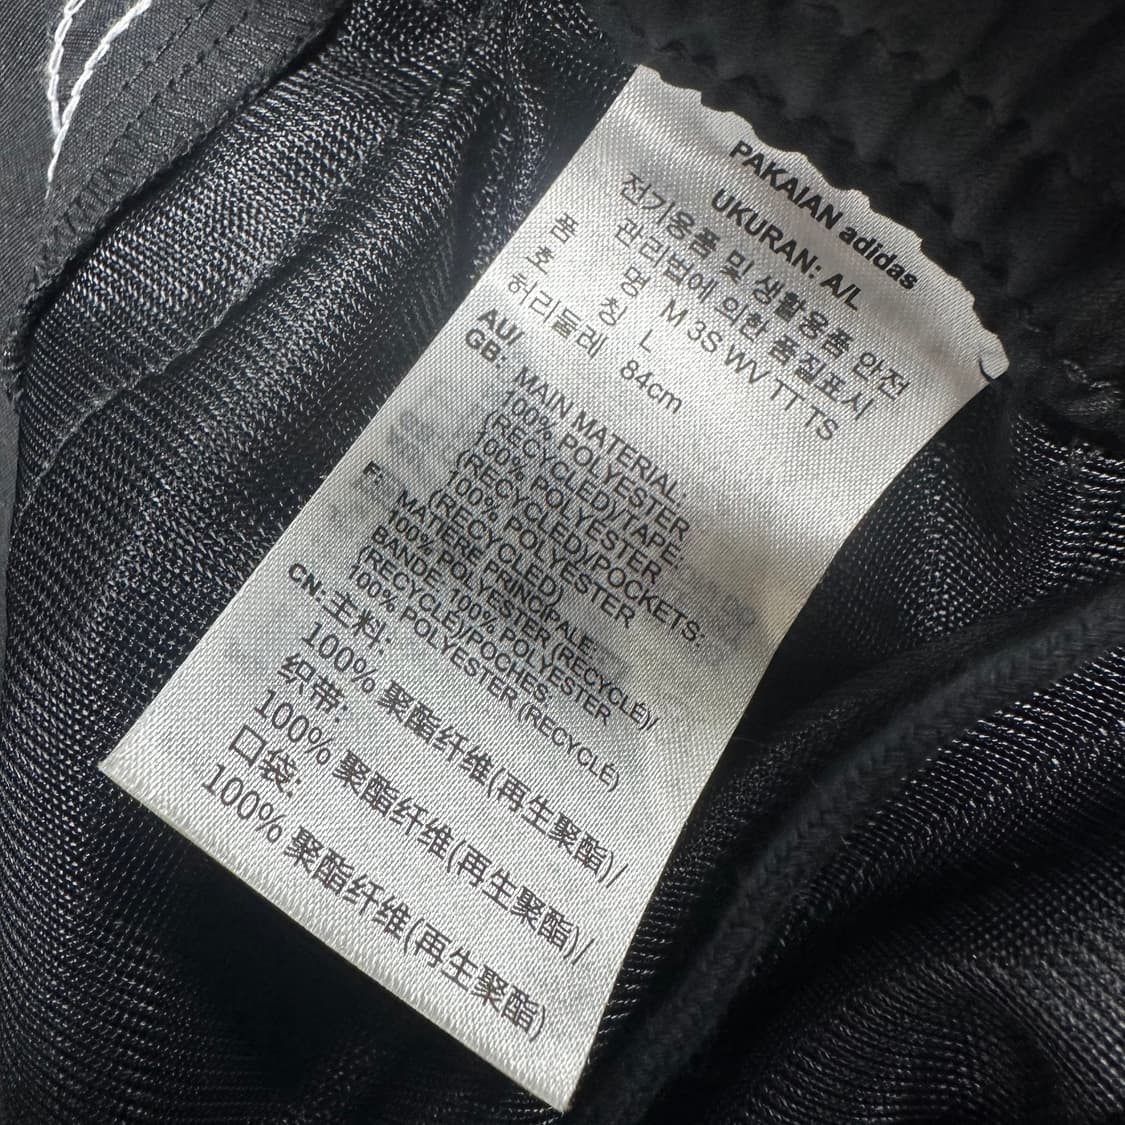 PAKAIAN adidas
UKURAN: A/L
전기용품 및 생활용품 안전
관리법에 의한 품질표시
품 명 M 3S WV TT TS
호 칭 L
허리둘레 84cm
AU/
GB: MAIN MATERIAL:
100% POLYESTER
(RECYCLED)/TAPE:
100% POLYESTER
(RECYCLED)/POCKETS:
100% POLYESTER
(RECYCLED)
F: MATIÈRE PRINCIPALE:
100% POLYESTER (RECYCLÉ)/
BANDE: 100% POLYESTER
(RECYCLÉ)/POCHES:
100% POLYESTER (RECYCLÉ)
CN: 主料:
100% 聚酯纤维(再生聚酯)/
织带:
100% 聚酯纤维(再生聚酯)/
口袋:
100% 聚酯纤维(再生聚酯)